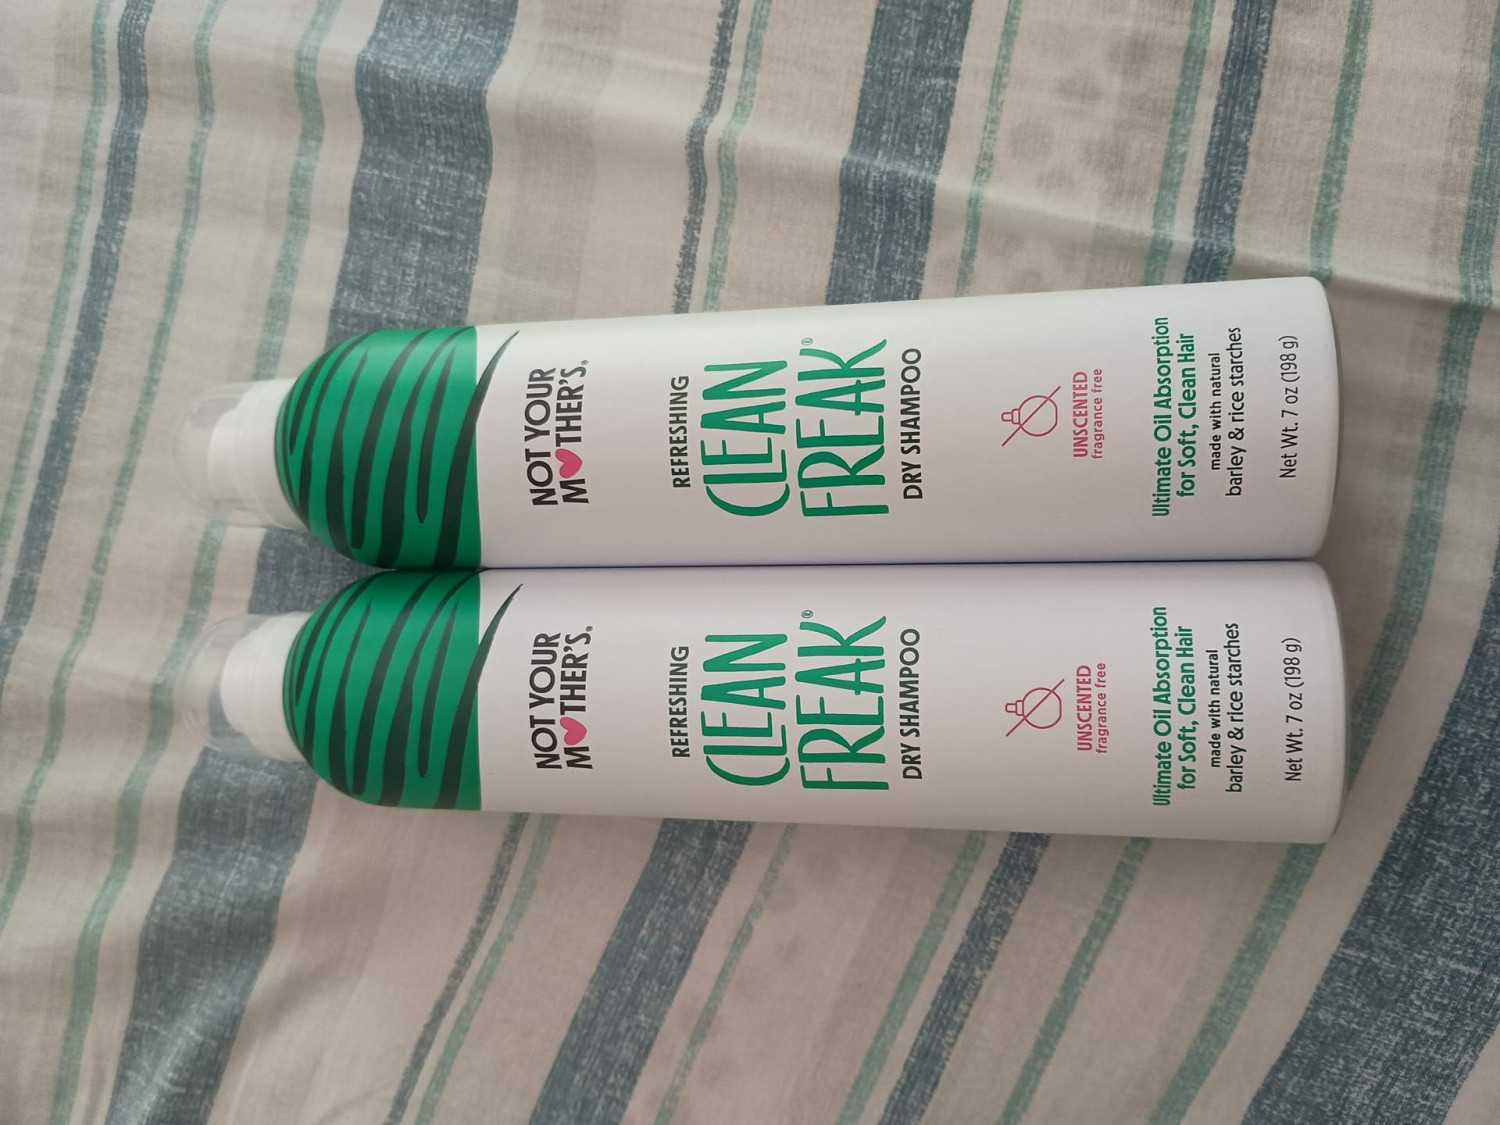 NOT YOUR
MOTHER'S®
REFRESHING
CLEAN
FREAK®
DRY SHAMPOO
UNSCENTED
fragrance free
Ultimate Oil Absorption
for Soft, Clean Hair
made with natural
barley & rice starches
Net Wt. 7 oz (198 g)
NOT YOUR
MOTHER'S®
REFRESHING
CLEAN
FREAK®
DRY SHAMPOO
UNSCENTED
fragrance free
Ultimate Oil Absorption
for Soft, Clean Hair
made with natural
barley & rice starches
Net Wt. 7 oz (198 g)